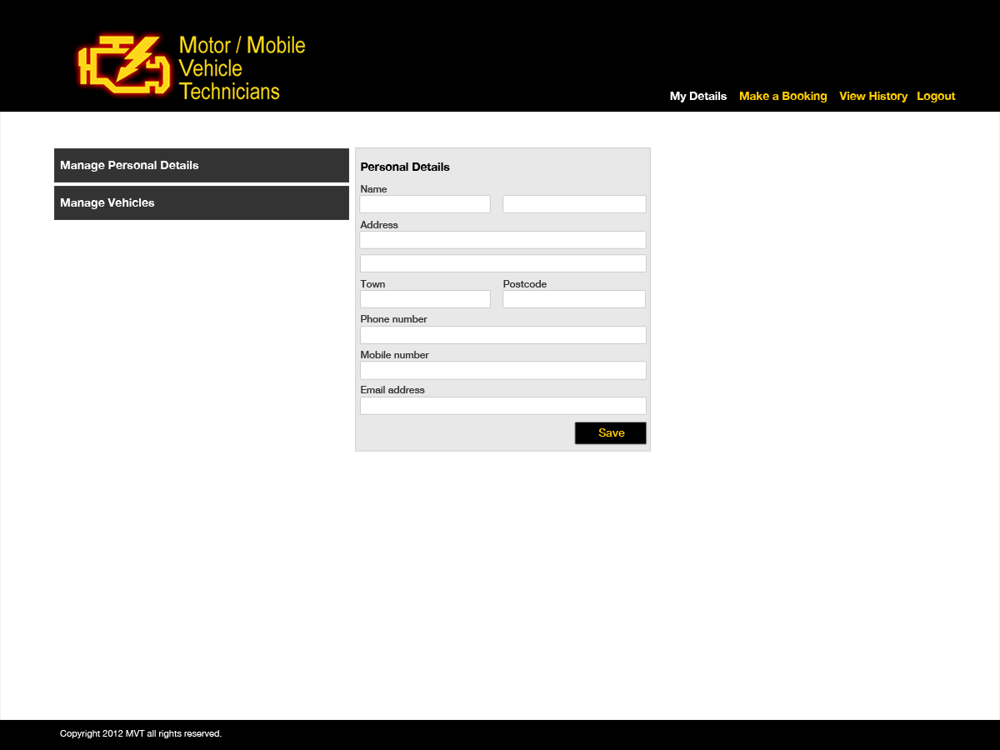 Motor / Mobile
Vehicle
Technicians
My Details Make a Booking View History Logout
Manage Personal Details
Manage Vehicles
Personal Details
Name
Address
Town Postcode
Phone number
Mobile number
Email address
Save
Copyright 2012 MVT all rights reserved.